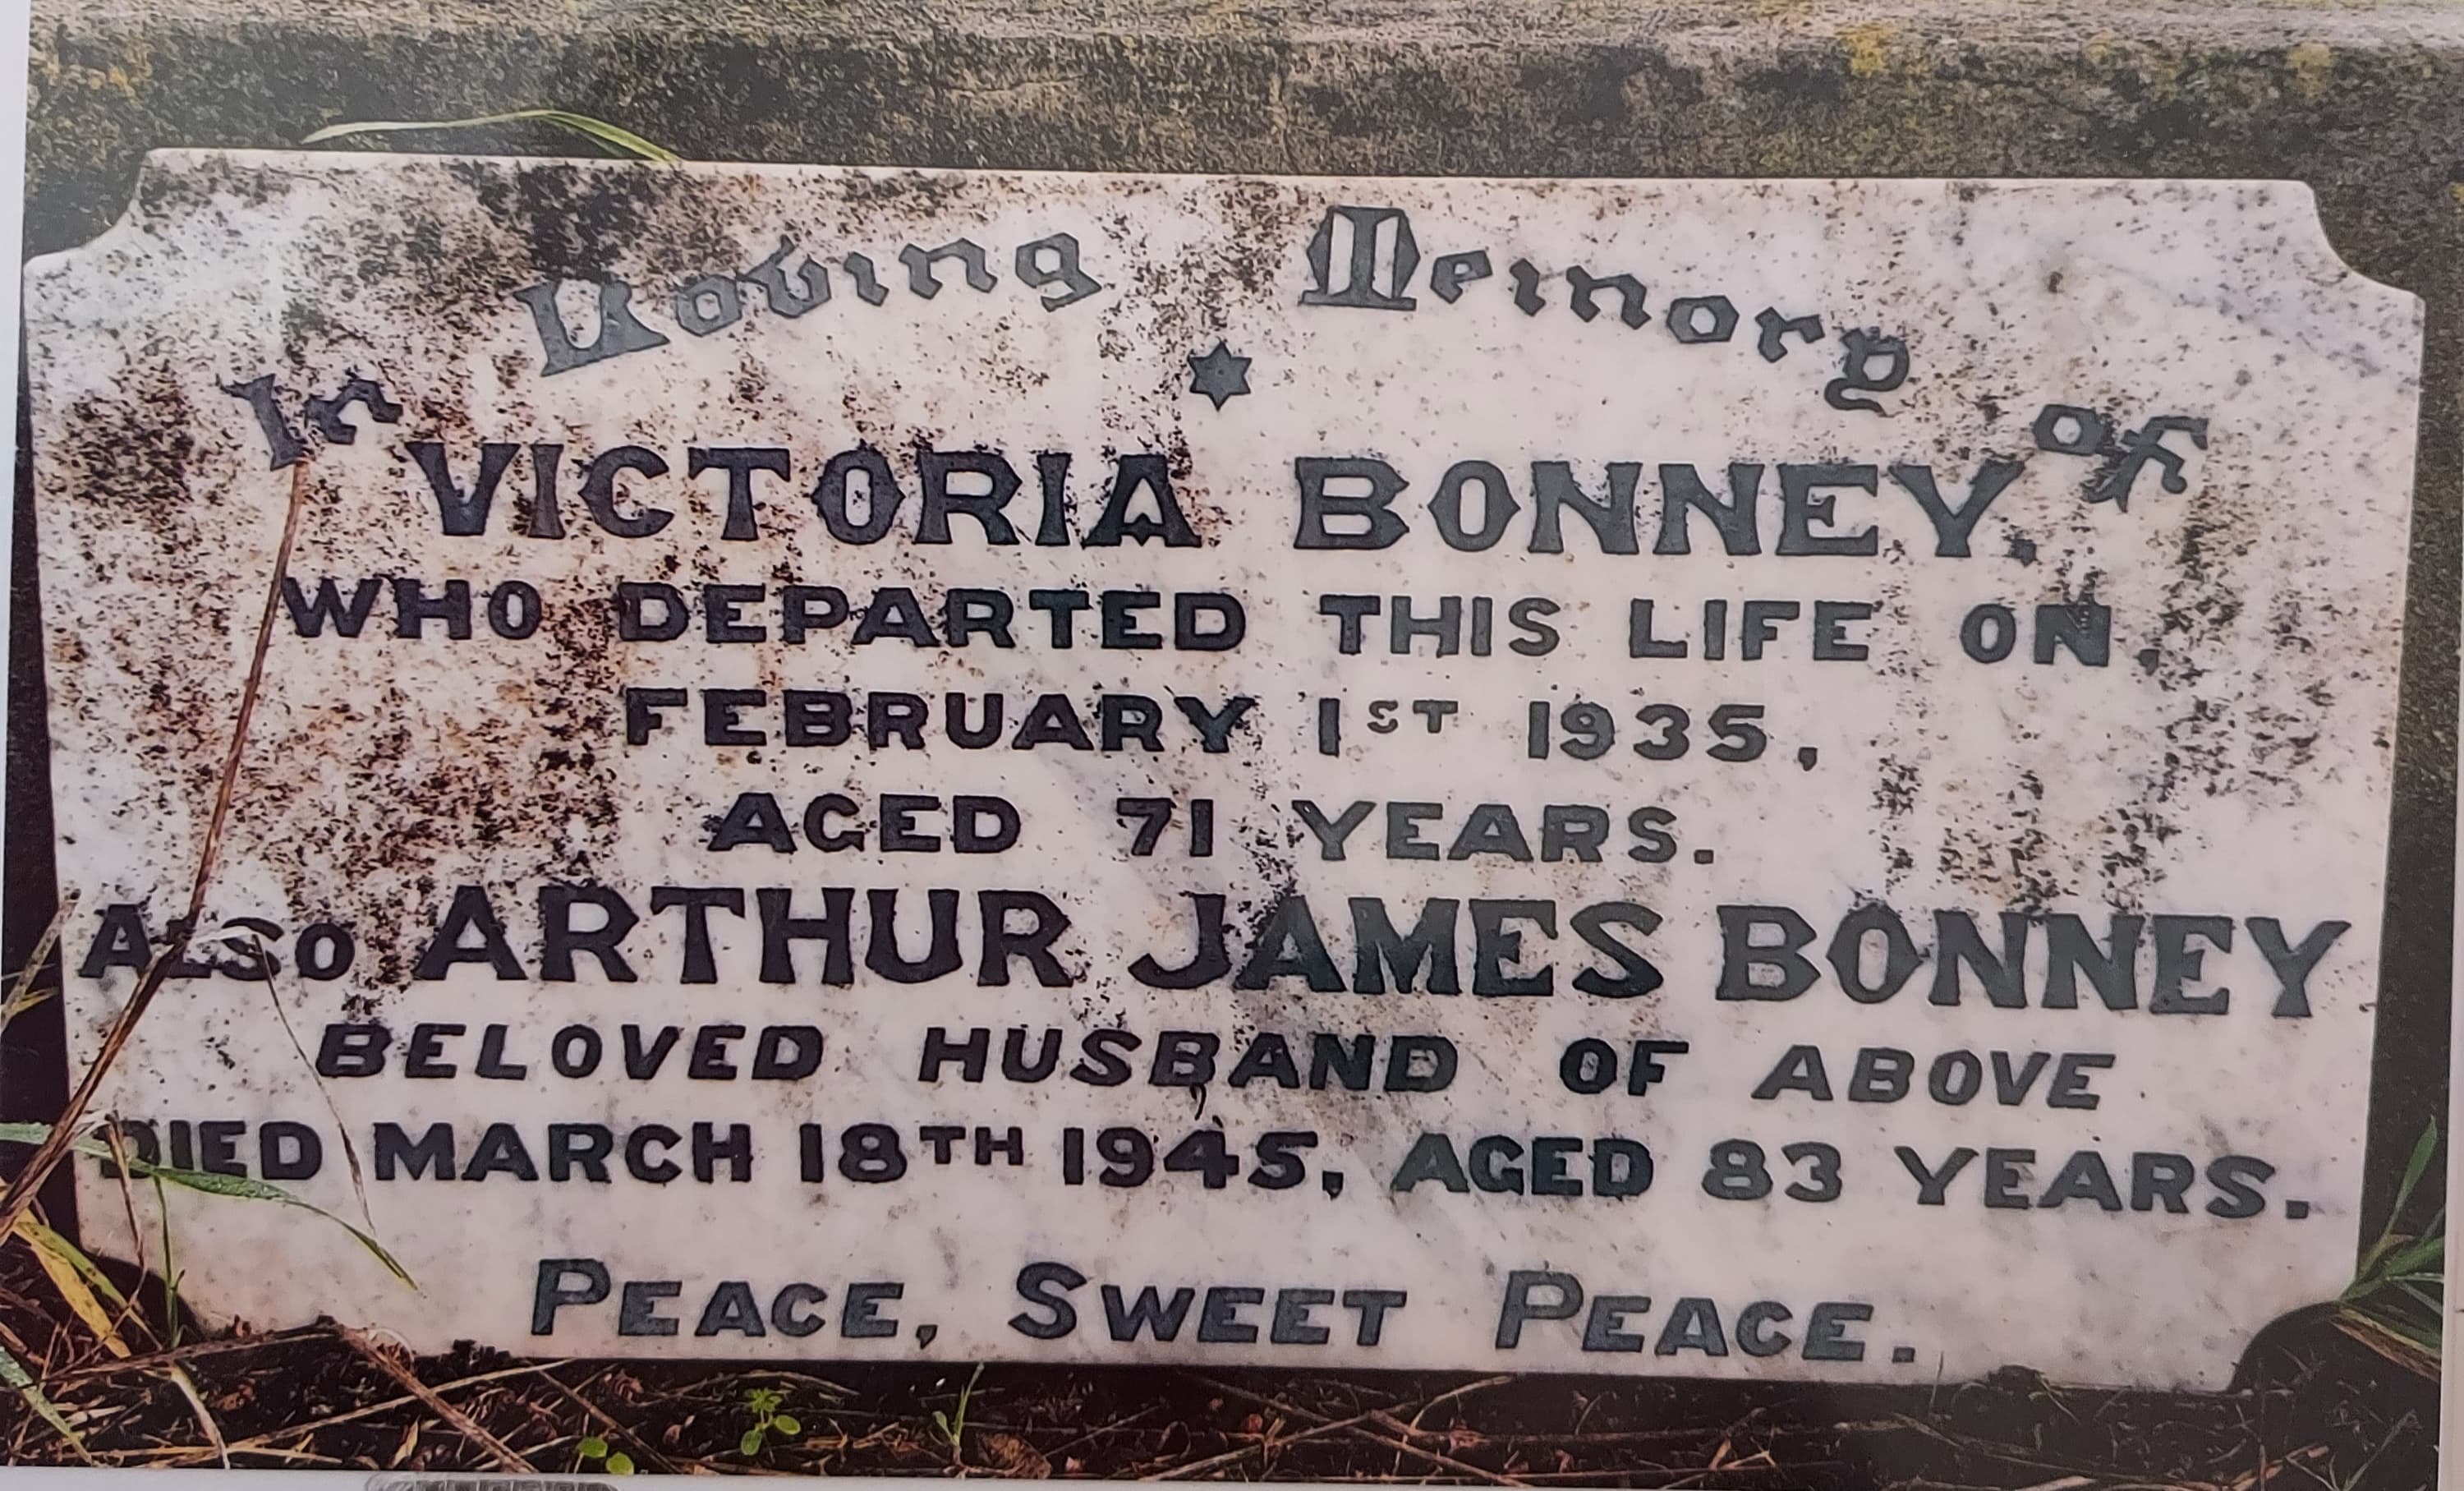 In Loving Memory of
VICTORIA BONNEY.
WHO DEPARTED THIS LIFE ON.
FEBRUARY 1ST 1935,
AGED 71 YEARS.
ALSO ARTHUR JAMES BONNEY
BELOVED HUSBAND OF ABOVE
DIED MARCH 18TH 1945, AGED 83 YEARS.
PEACE, SWEET PEACE.